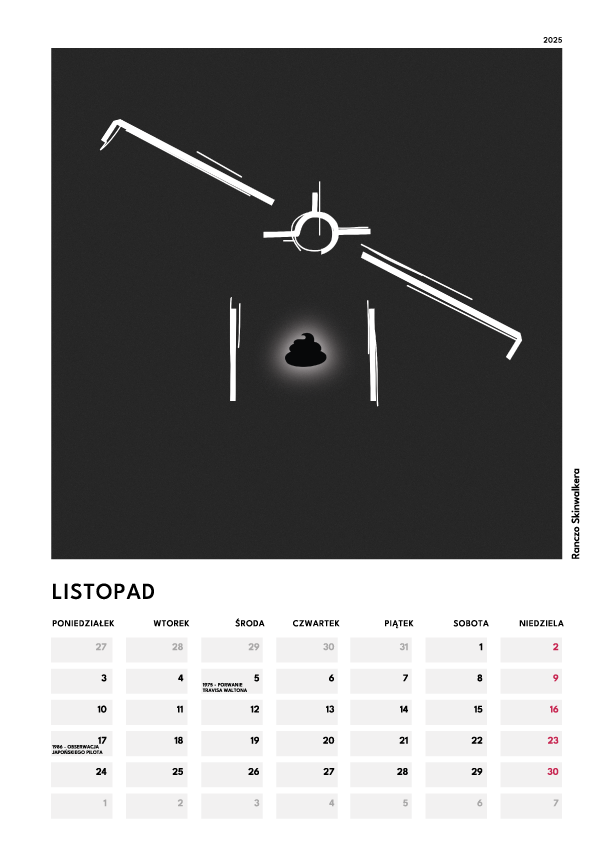 2025
Ranczo Skinwalkera
LISTOPAD
PONIEDZIAŁEK WTOREK ŚRODA CZWARTEK PIĄTEK SOBOTA NIEDZIELA
27 28 29 30 31 1 2
3 4 5 6 7 8 9
1975 - PORWANIE
TRAVISA WALTONA
10 11 12 13 14 15 16
17 18 19 20 21 22 23
1986 - OBSERWACJA
JAPOŃSKIEGO PILOTA
24 25 26 27 28 29 30
1 2 3 4 5 6 7